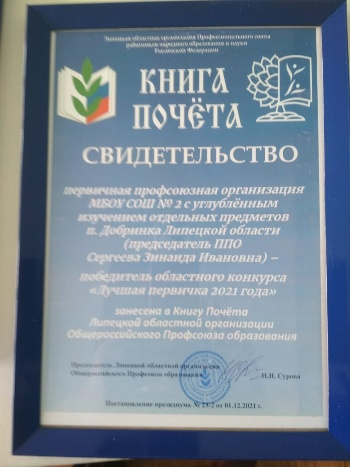 Липецкая областная организация Профессионального союза
работников народного образования и науки
Российской Федерации
КНИГА
ПОЧЁТА
СВИДЕТЕЛЬСТВО
первичная профсоюзная организация
МБОУ СОШ № 2 с углублённым
изучением отдельных предметов
п. Добринка Липецкой области
(председатель ППО
Сергеева Зинаида Ивановна) –
победитель областного конкурса
«Лучшая первичка 2021 года»
занесена в Книгу Почёта
Липецкой областной организации
Общероссийского Профсоюза образования
Председатель Липецкой областной организации
Общероссийского Профсоюза образования
Н.Н. Сурова
Постановление президиума № 23-2 от 01.12.2021 г.